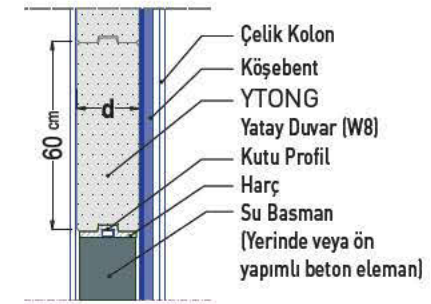 Çelik Kolon
Köşebent
YTONG
Yatay Duvar (W8)
Kutu Profil
Harç
Su Basman
(Yerinde veya ön
yapımlı beton eleman)
60 cm
d